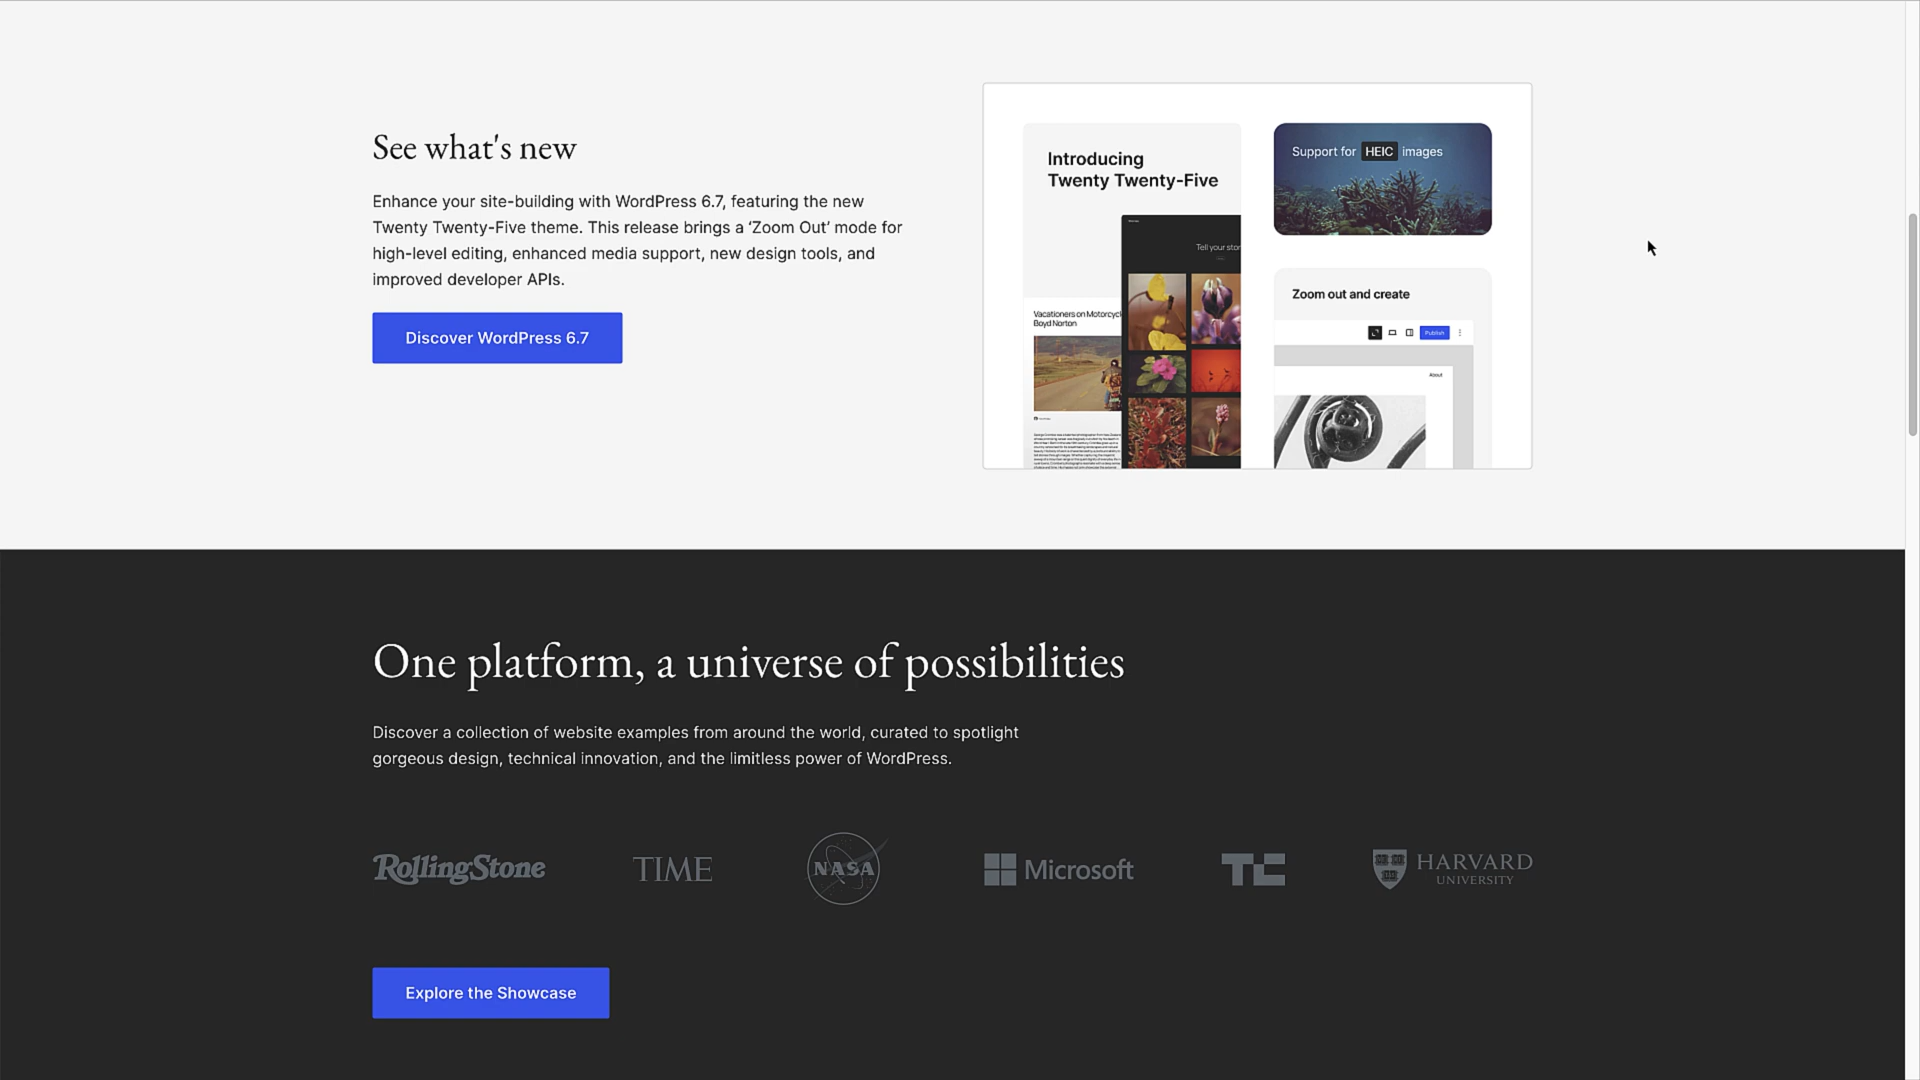 See what's new
Enhance your site-building with WordPress 6.7, featuring the new
Twenty Twenty-Five theme. This release brings a ‘Zoom Out’ mode for
high-level editing, enhanced media support, new design tools, and
improved developer APIs.
Discover WordPress 6.7
Introducing
Twenty Twenty-Five
Tell your stor
Vacationers on Motorcycl
Boyd Norton
Support for HEIC images
Zoom out and create
Publish
About
One platform, a universe of possibilities
Discover a collection of website examples from around the world, curated to spotlight
gorgeous design, technical innovation, and the limitless power of WordPress.
RollingStone
TIME
NASA
Microsoft
TC
HARVARD
UNIVERSITY
Explore the Showcase